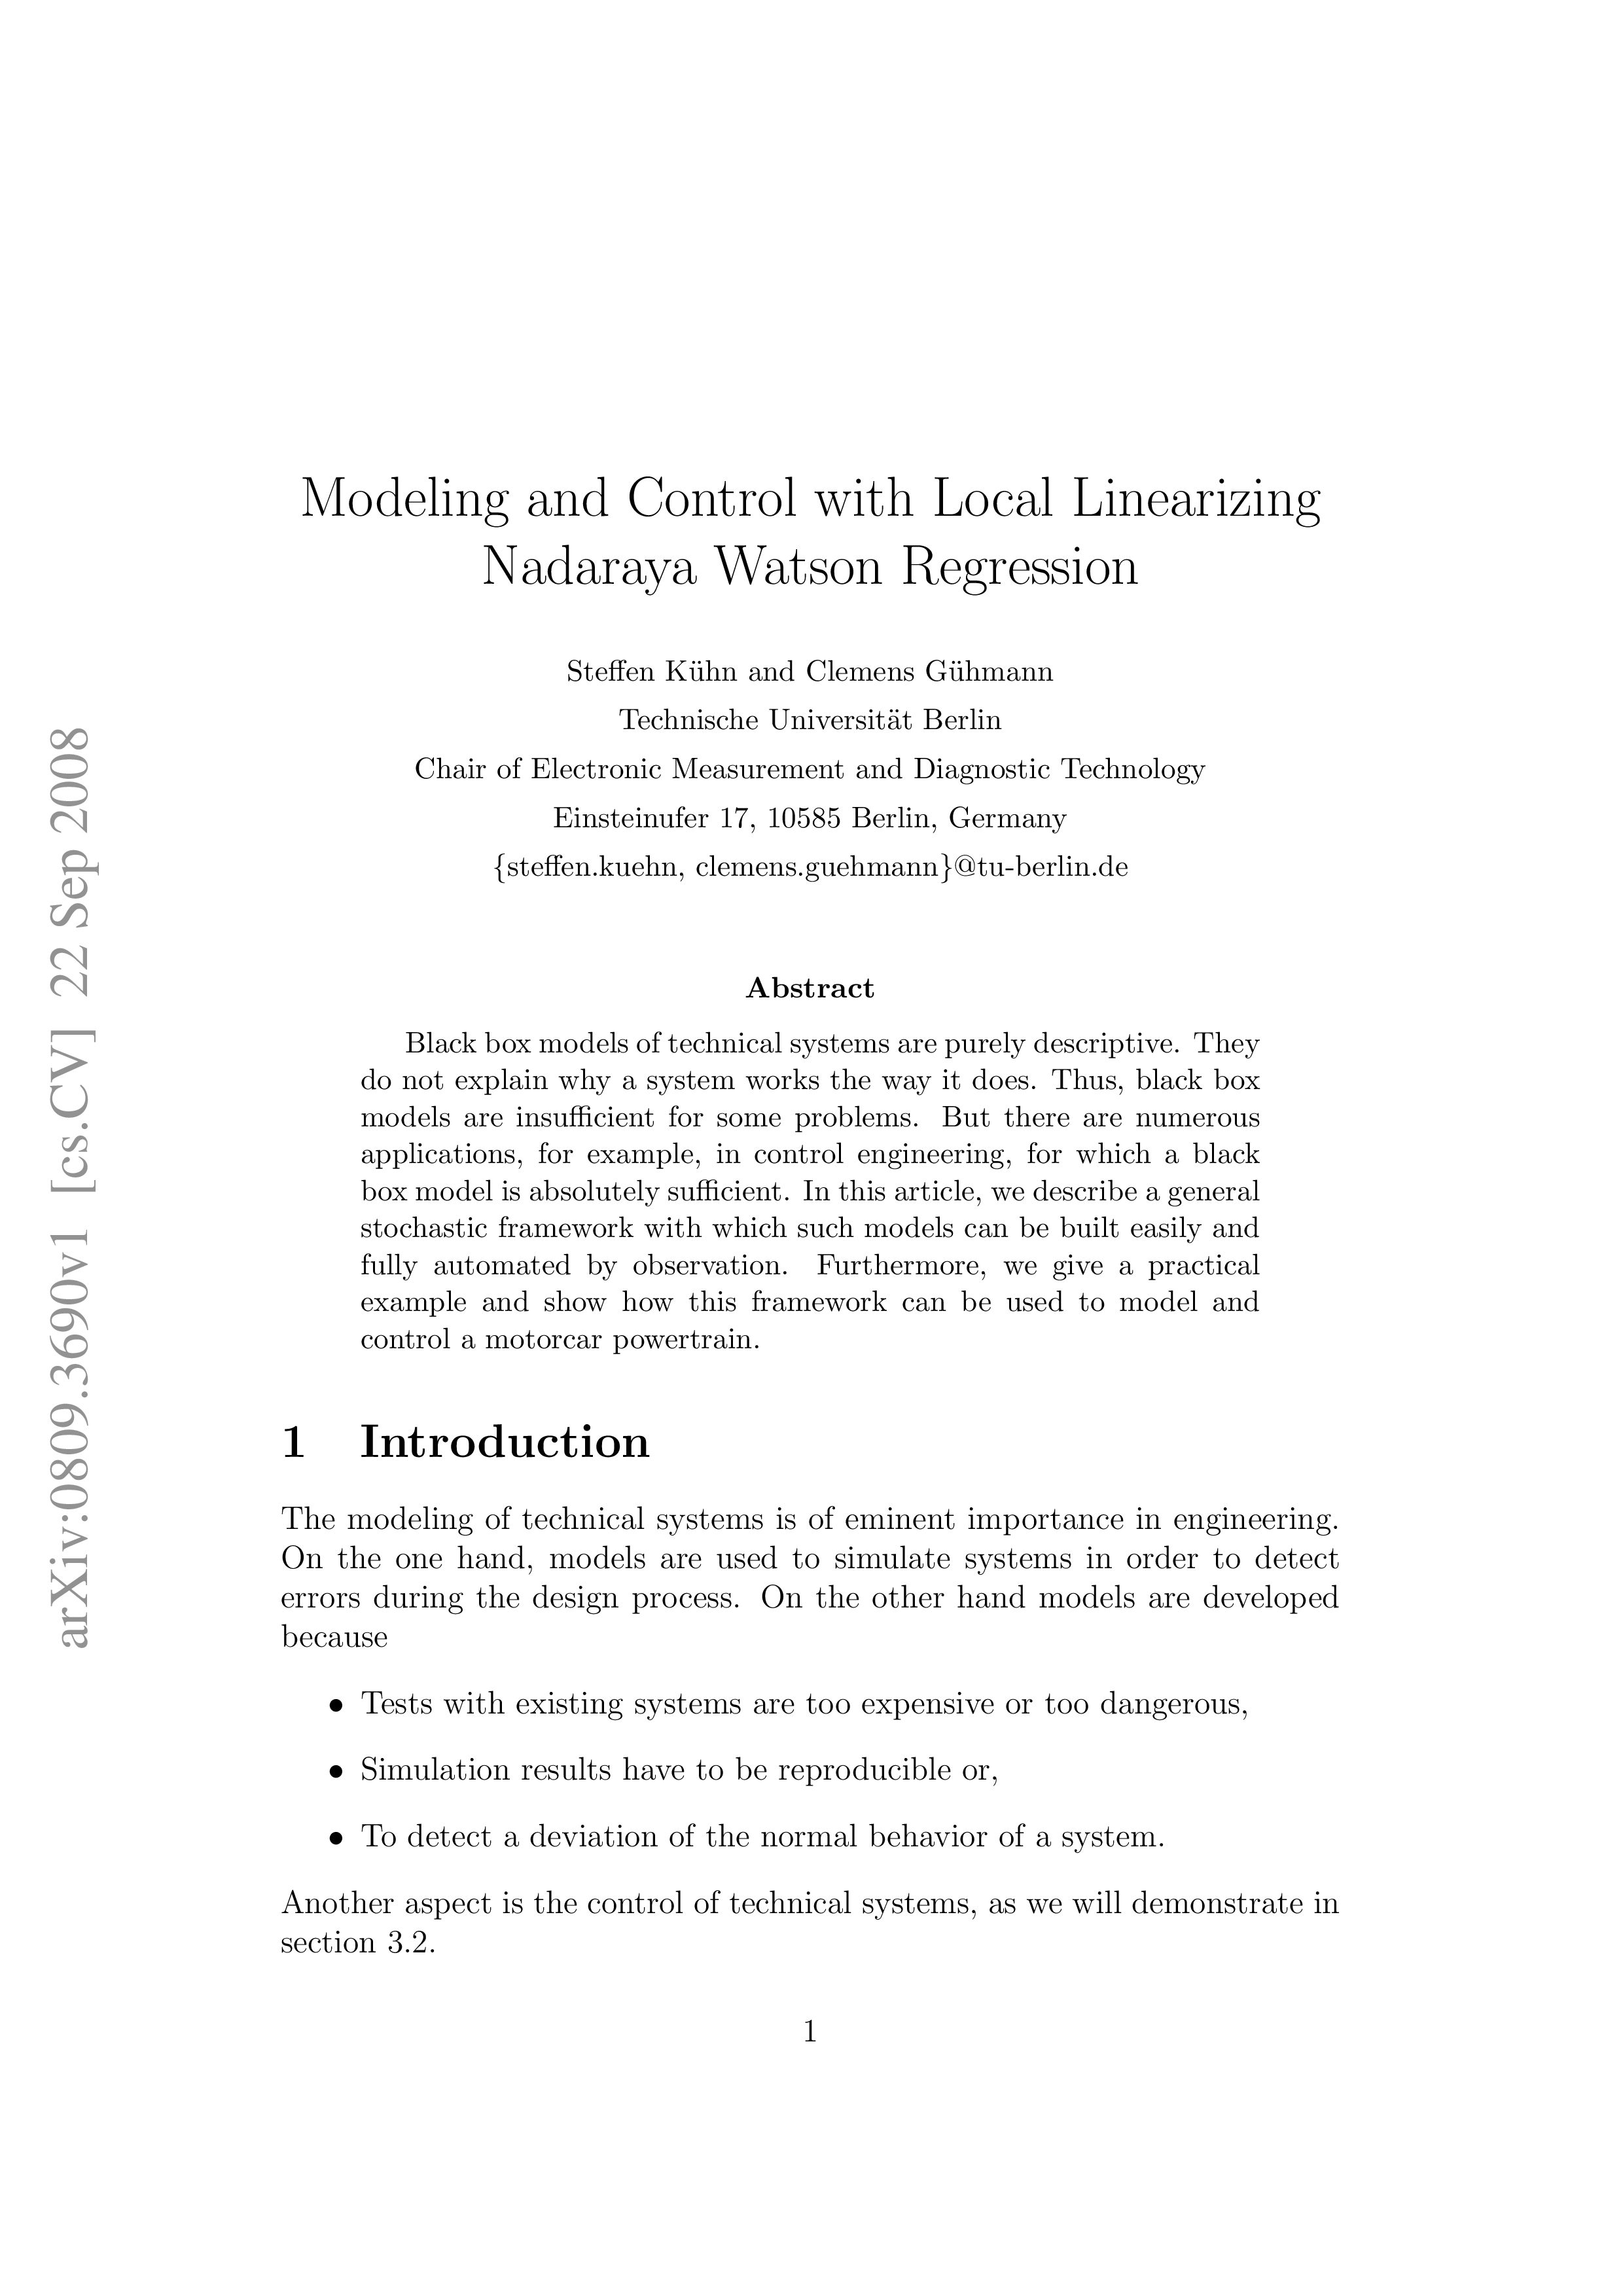 Modeling and Control with Local Linearizing
Nadaraya Watson Regression
Steffen Kühn and Clemens Gühmann
Technische Universität Berlin
Chair of Electronic Measurement and Diagnostic Technology
Einsteinufer 17, 10585 Berlin, Germany
{steffen.kuehn, clemens.guehmann}@tu-berlin.de
Abstract
Black box models of technical systems are purely descriptive. They
do not explain why a system works the way it does. Thus, black box
models are insufficient for some problems. But there are numerous
applications, for example, in control engineering, for which a black
box model is absolutely sufficient. In this article, we describe a general
stochastic framework with which such models can be built easily and
fully automated by observation. Furthermore, we give a practical
example and show how this framework can be used to model and
control a motorcar powertrain.
1 Introduction
The modeling of technical systems is of eminent importance in engineering.
On the one hand, models are used to simulate systems in order to detect
errors during the design process. On the other hand models are developed
because
• Tests with existing systems are too expensive or too dangerous,
• Simulation results have to be reproducible or,
• To detect a deviation of the normal behavior of a system.
Another aspect is the control of technical systems, as we will demonstrate in
section 3.2.
1
arXiv:0809.3690v1 [cs.CV] 22 Sep 2008